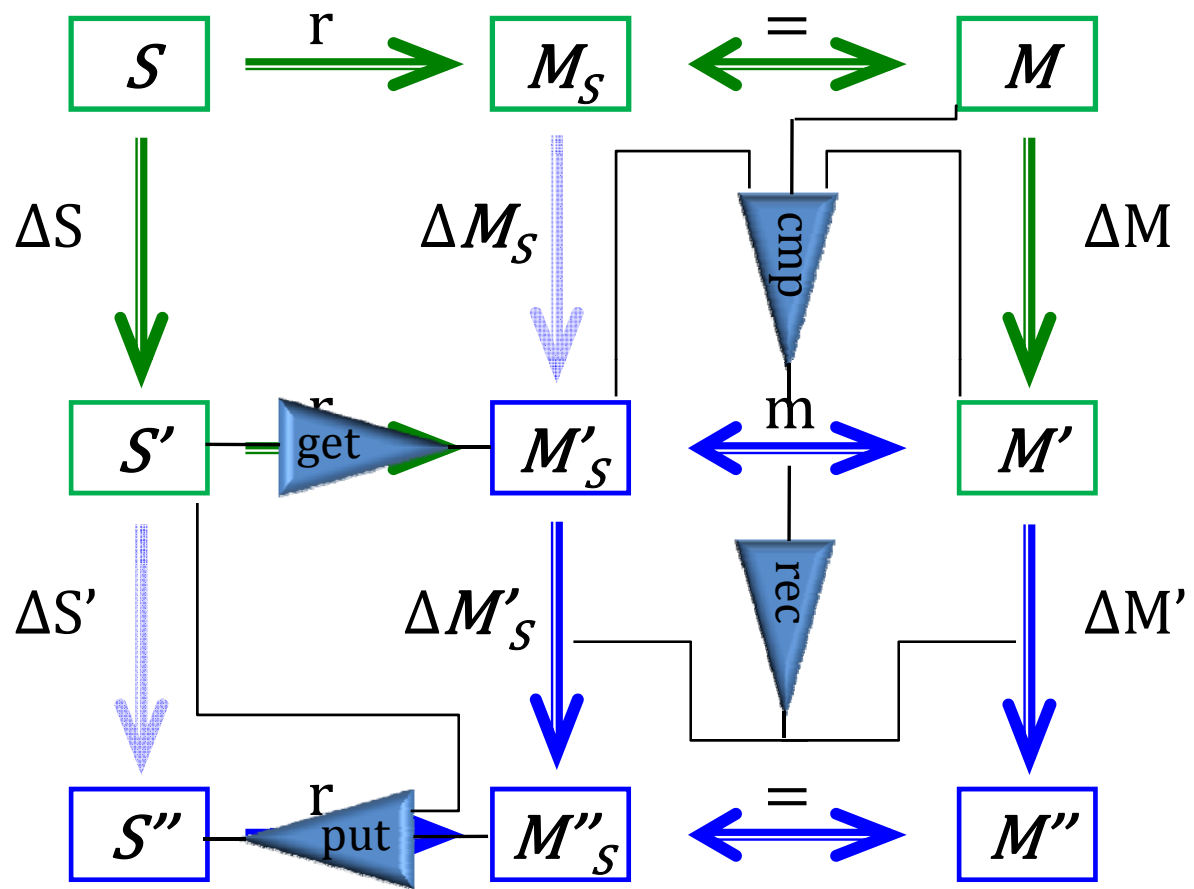 r =
S M_S M
cmp
ΔS ΔM_S ΔM
r m
S' get M'_S M'
rec
ΔS' ΔM'_S ΔM'
r =
S'' put M''_S M''